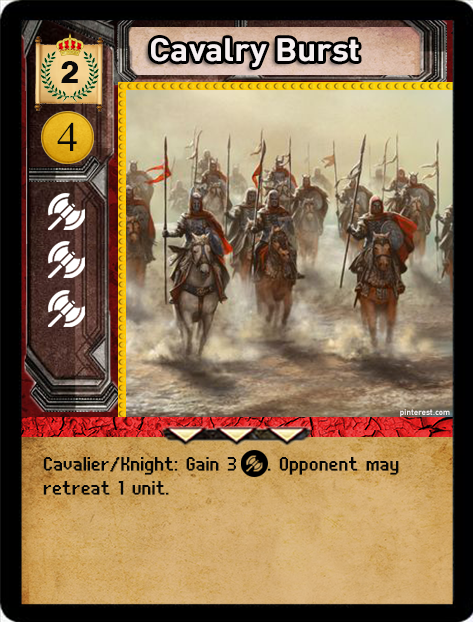 Cavalry Burst
2
4
pinterest.com
Cavalier/Knight: Gain 3 . Opponent may
retreat 1 unit.